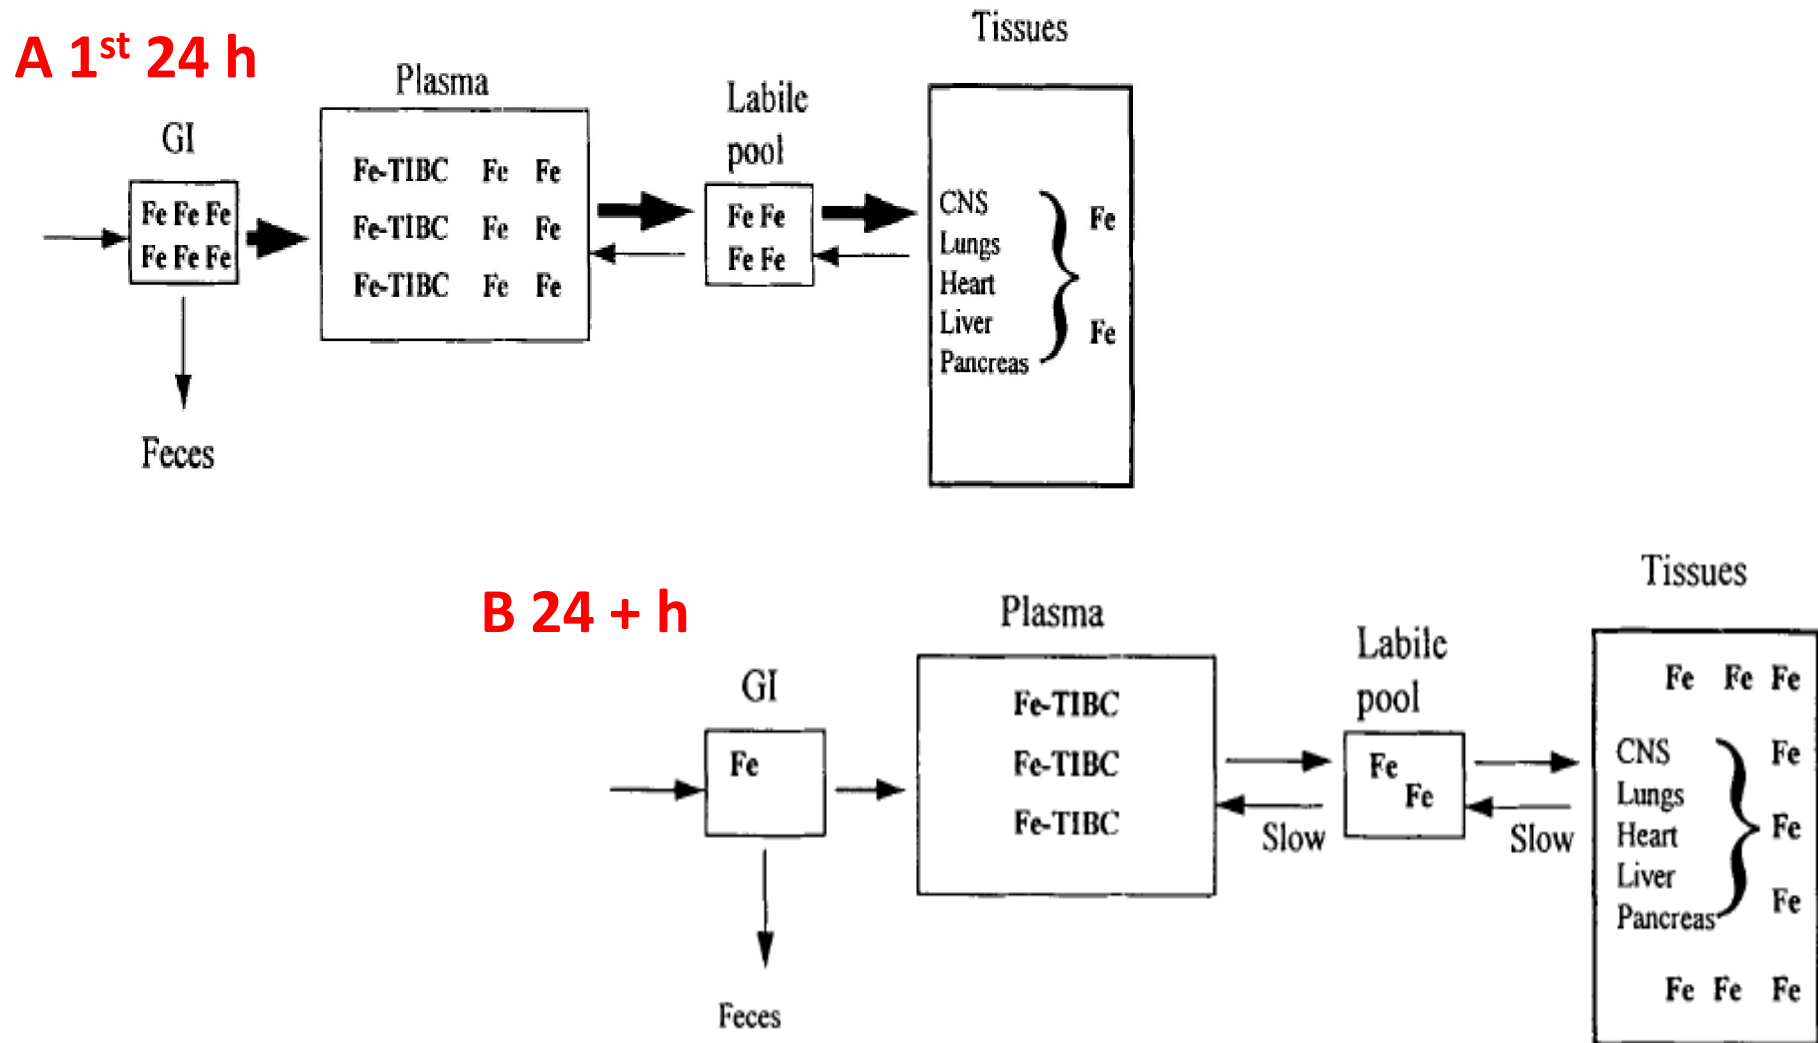 A 1st 24 h
GI
Fe Fe Fe
Fe Fe Fe
Feces
Plasma
Fe-TIBC Fe Fe
Fe-TIBC Fe Fe
Fe-TIBC Fe Fe
Labile
pool
Fe Fe
Fe Fe
Tissues
CNS
Lungs
Heart
Liver
Pancreas
Fe
Fe
B 24 + h
GI
Fe
Feces
Plasma
Fe-TIBC
Fe-TIBC
Fe-TIBC
Slow
Labile
pool
Fe
Fe
Slow
Tissues
Fe Fe Fe
CNS
Lungs
Heart
Liver
Pancreas
Fe
Fe
Fe
Fe Fe Fe